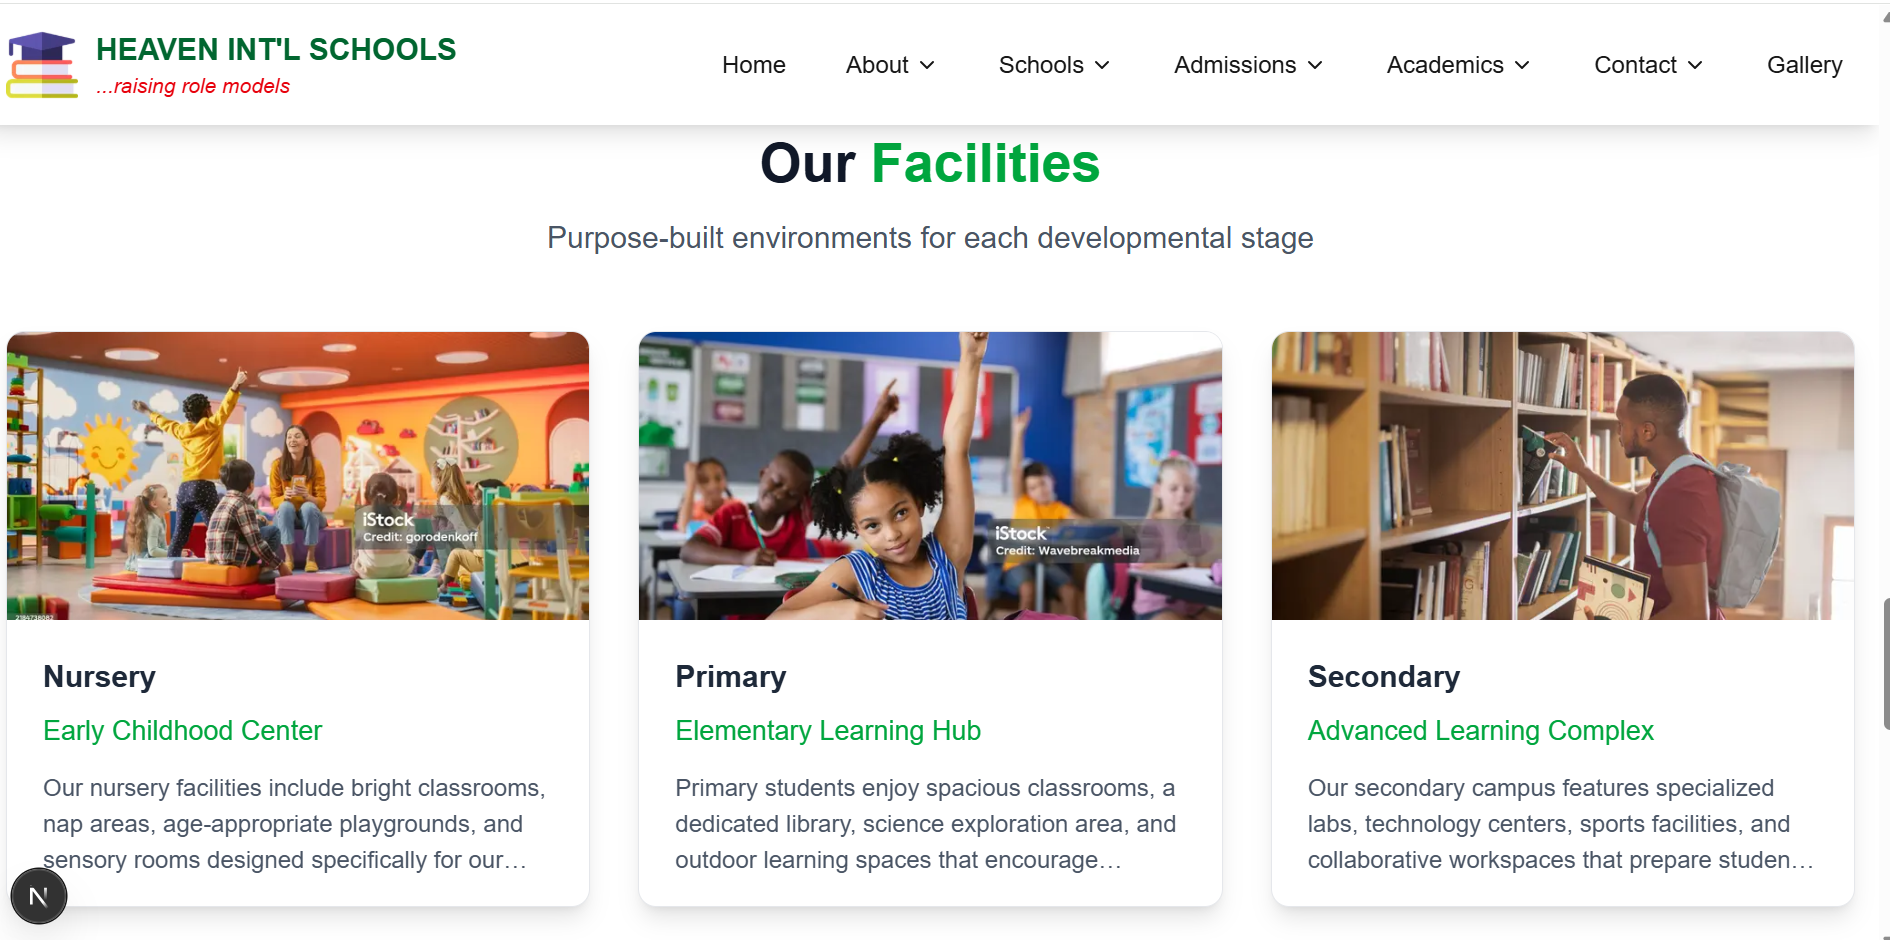 HEAVEN INT'L SCHOOLS
...raising role models
Home
About
Schools
Admissions
Academics
Contact
Gallery
Our Facilities
Purpose-built environments for each developmental stage
iStock
Credit: gorodenkoff
2194738082
iStock
Credit: Wavebreakmedia
Nursery
Early Childhood Center
Our nursery facilities include bright classrooms,
nap areas, age-appropriate playgrounds, and
sensory rooms designed specifically for our…
Primary
Elementary Learning Hub
Primary students enjoy spacious classrooms, a
dedicated library, science exploration area, and
outdoor learning spaces that encourage…
Secondary
Advanced Learning Complex
Our secondary campus features specialized
labs, technology centers, sports facilities, and
collaborative workspaces that prepare studen…
N